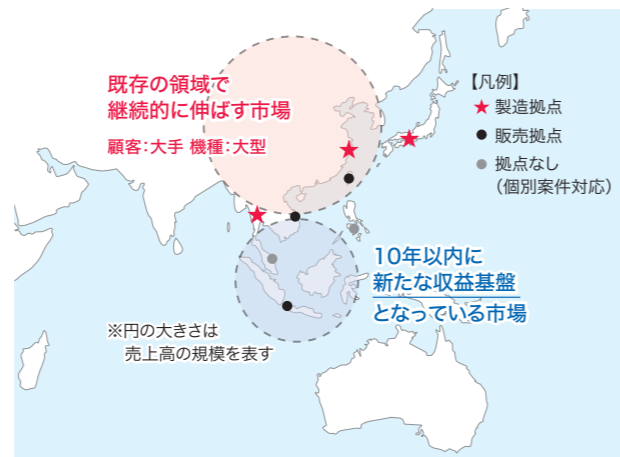 既存の領域で
継続的に伸ばす市場
顧客：大手 機種：大型
【凡例】
★ 製造拠点
● 販売拠点
● 拠点なし
（個別案件対応）
10年以内に
新たな収益基盤
となっている市場
※円の大きさは
売上高の規模を表す